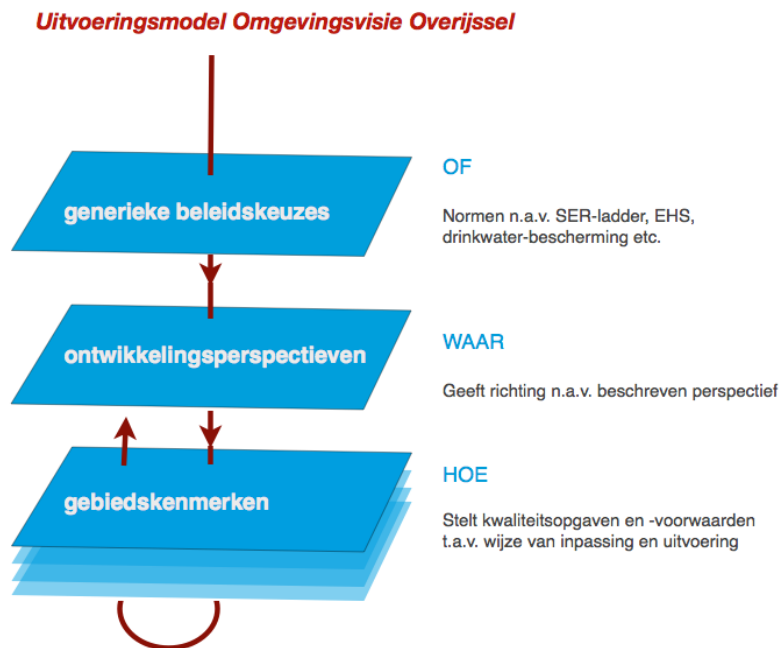 Uitvoeringsmodel Omgevingsvisie Overijssel
generieke beleidskeuzes
OF
Normen n.a.v. SER-ladder, EHS,
drinkwater-bescherming etc.
ontwikkelingsperspectieven
WAAR
Geeft richting n.a.v. beschreven perspectief
gebiedskenmerken
HOE
Stelt kwaliteitsopgaven en -voorwaarden
t.a.v. wijze van inpassing en uitvoering